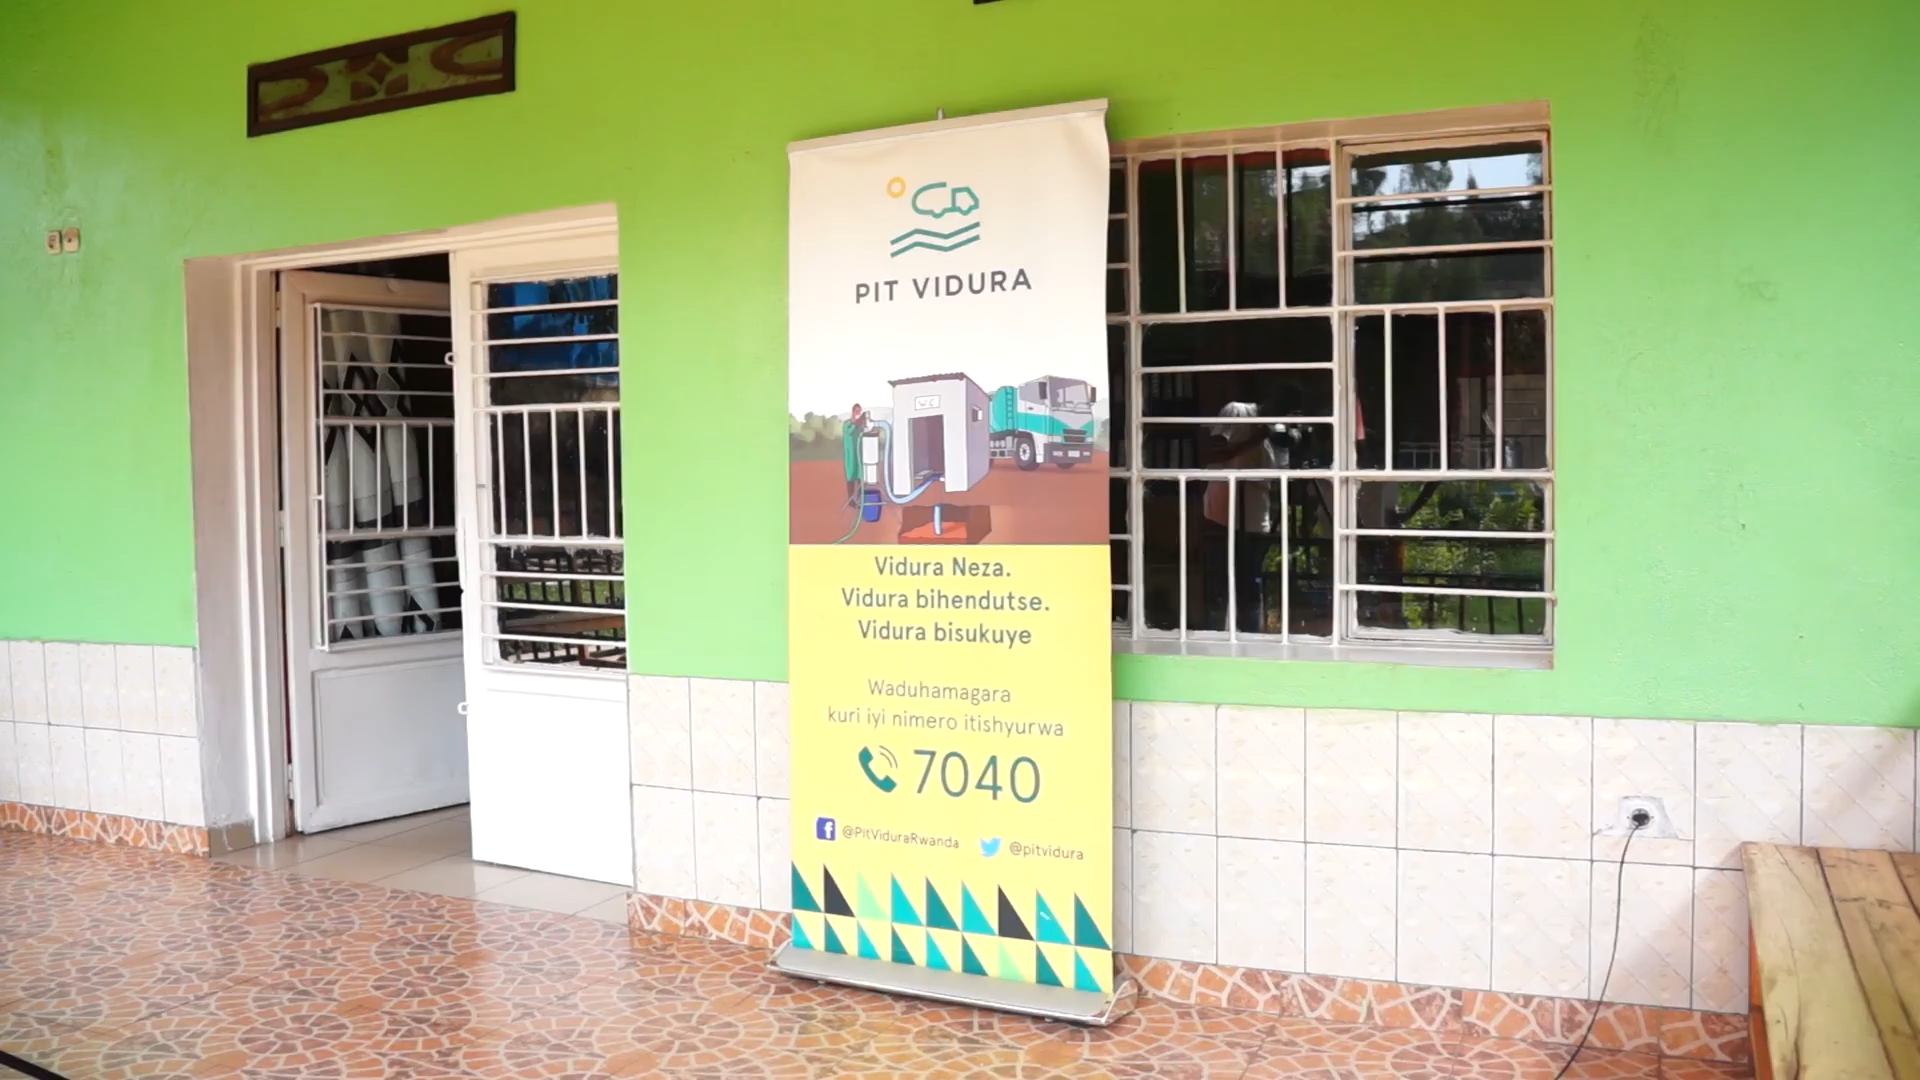 PIT VIDURA
WC
Vidura Neza.
Vidura bihendutse.
Vidura bisukuye
Waduhamagara
kuri iyi nimero itishyurwa
7040
@PitViduraRwanda @pitvidura